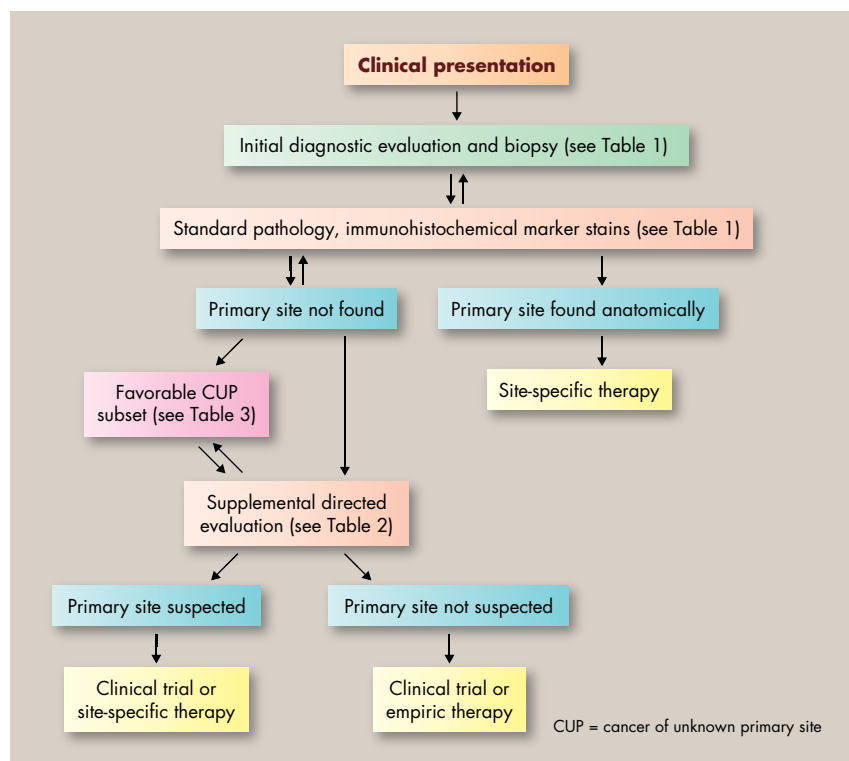 Clinical presentation
Initial diagnostic evaluation and biopsy (see Table 1)
Standard pathology, immunohistochemical marker stains (see Table 1)
Primary site not found
Primary site found anatomically
Favorable CUP
subset (see Table 3)
Site-specific therapy
Supplemental directed
evaluation (see Table 2)
Primary site suspected
Primary site not suspected
Clinical trial or
site-specific therapy
Clinical trial or
empiric therapy
CUP = cancer of unknown primary site